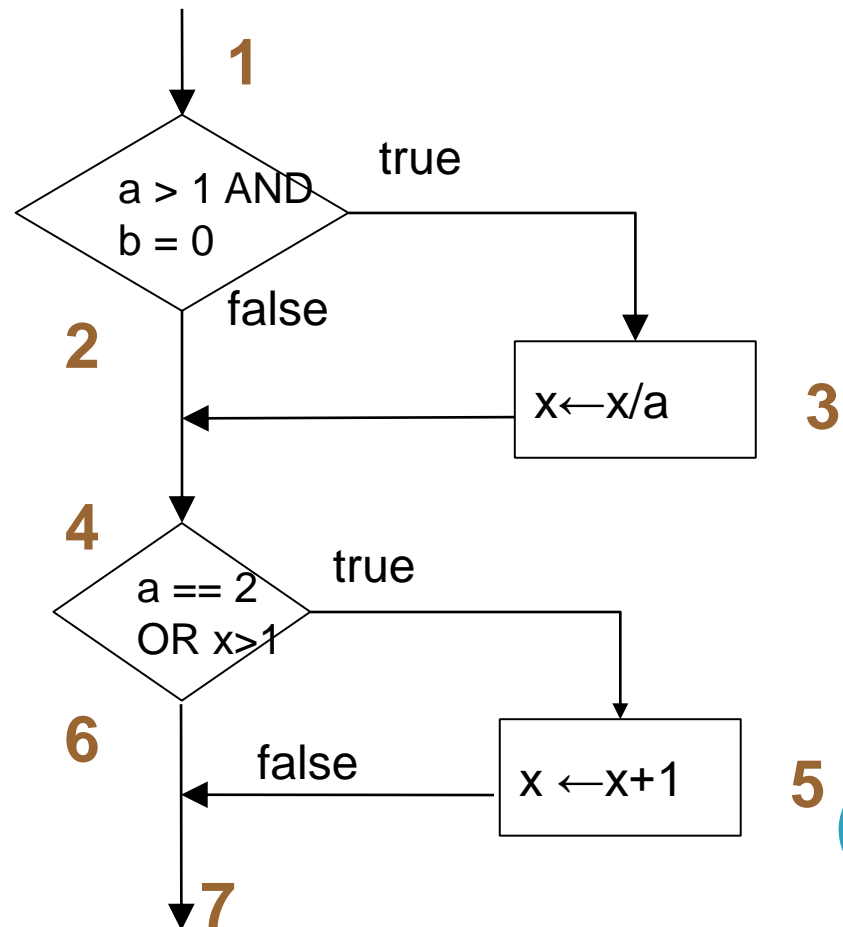 1
a > 1 AND
b = 0
true
false
2
x←x/a
3
4
a == 2
OR x>1
true
6
false
x ←x+1
5
7